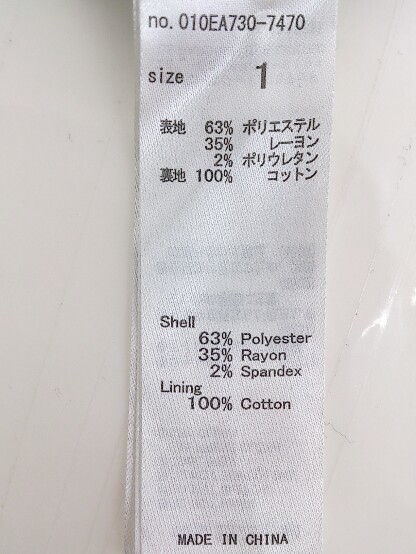 no. 010EA730-7470
size 1
表地 63% ポリエステル
35% レーヨン
2% ポリウレタン
裏地 100% コットン
Shell
63% Polyester
35% Rayon
2% Spandex
Lining
100% Cotton
MADE IN CHINA